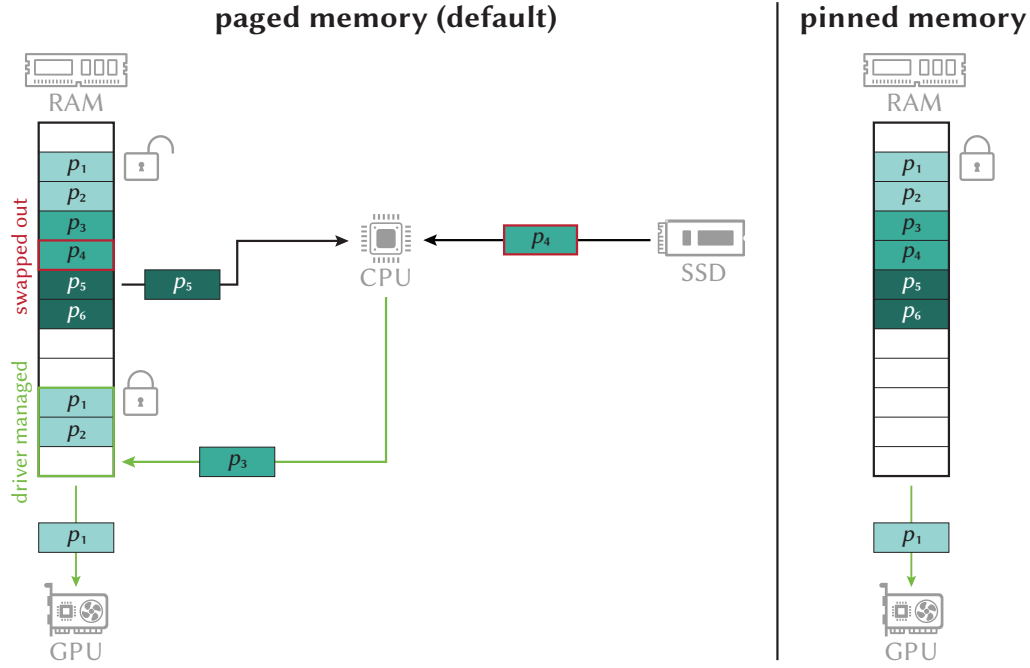 paged memory (default)
pinned memory
RAM
RAM
swapped out
driver managed
p₁
p₂
p₃
p₄
p₅
p₆
p₁
p₂
p₅
CPU
p₄
SSD
p₃
p₁
GPU
p₁
p₂
p₃
p₄
p₅
p₆
p₁
GPU